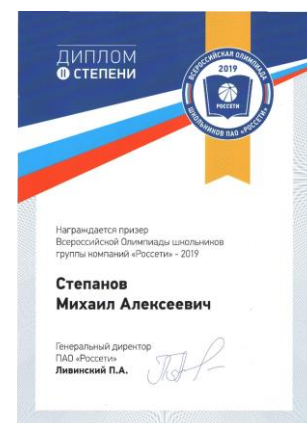 ДИПЛОМ
II СТЕПЕНИ
ВСЕРОССИЙСКАЯ ОЛИМПИАДА
2019
РОССЕТИ
ШКОЛЬНИКОВ ПАО «РОССЕТИ»
Награждается призер
Всероссийской Олимпиады школьников
группы компаний «Россети» - 2019
Степанов
Михаил Алексеевич
Генеральный директор
ПАО «Россети»
Ливинский П.А.